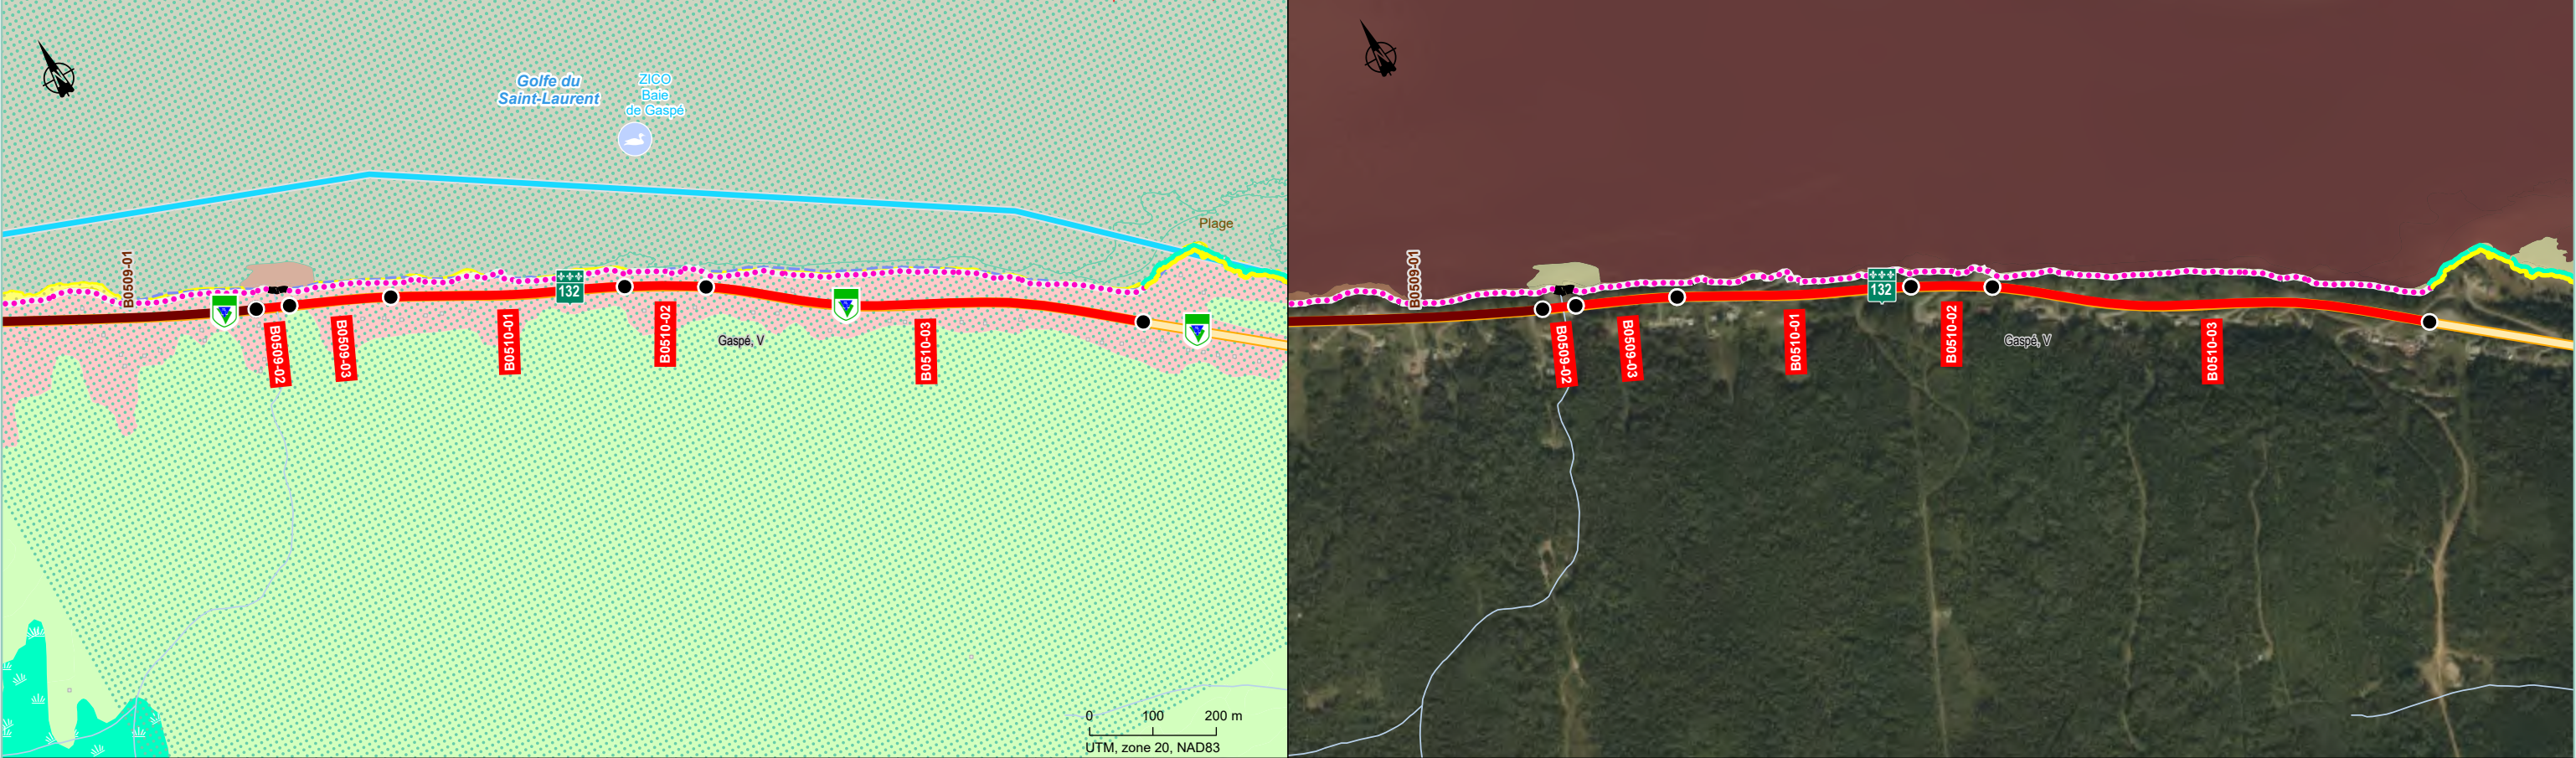 Golfe du
Saint-Laurent
ZICO
Baie
de Gaspé
Plage
B0509-01
132
B0509-02
B0509-03
B0510-01
B0510-02
Gaspé, V
B0510-03
0 100 200 m
UTM, zone 20, NAD83
B0509-01
132
B0509-02
B0509-03
B0510-01
B0510-02
Gaspé, V
B0510-03